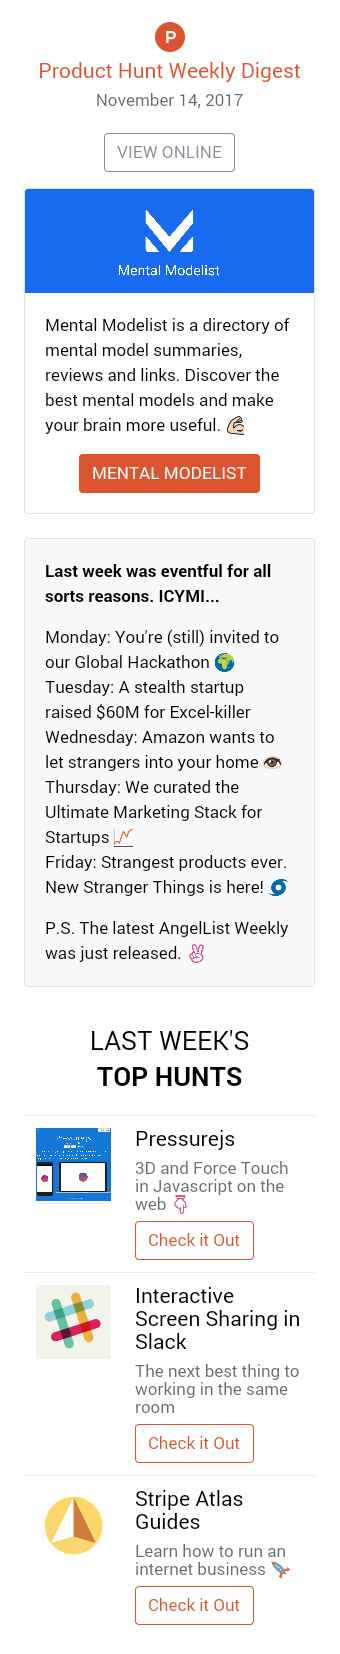 P
Product Hunt Weekly Digest
November 14, 2017
VIEW ONLINE
Mental Modelist
Mental Modelist is a directory of
mental model summaries,
reviews and links. Discover the
best mental models and make
your brain more useful. 💪🏻
MENTAL MODELIST
Last week was eventful for all
sorts reasons. ICYMI...
Monday: You're (still) invited to
our Global Hackathon 🌍
Tuesday: A stealth startup
raised $60M for Excel-killer
Wednesday: Amazon wants to
let strangers into your home 👁
Thursday: We curated the
Ultimate Marketing Stack for
Startups 📈
Friday: Strangest products ever.
New Stranger Things is here! 🌀
P.S. The latest AngelList Weekly
was just released. ✌
LAST WEEK'S
TOP HUNTS
Pressurejs
Pressurejs
3D and Force Touch
in Javascript on the
web 👇
Check it Out
Interactive
Screen Sharing in
Slack
The next best thing to
working in the same
room
Check it Out
Stripe Atlas
Guides
Learn how to run an
internet business 🚀
Check it Out